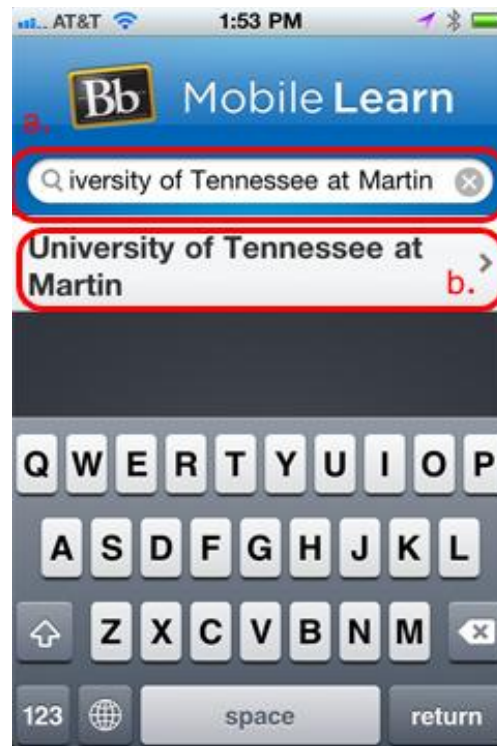 AT&T 1:53 PM
Bb Mobile Learn
a.
iversity of Tennessee at Martin
University of Tennessee at
Martin
b.
Q W E R T Y U I O P
A S D F G H J K L
Z X C V B N M
123 space return